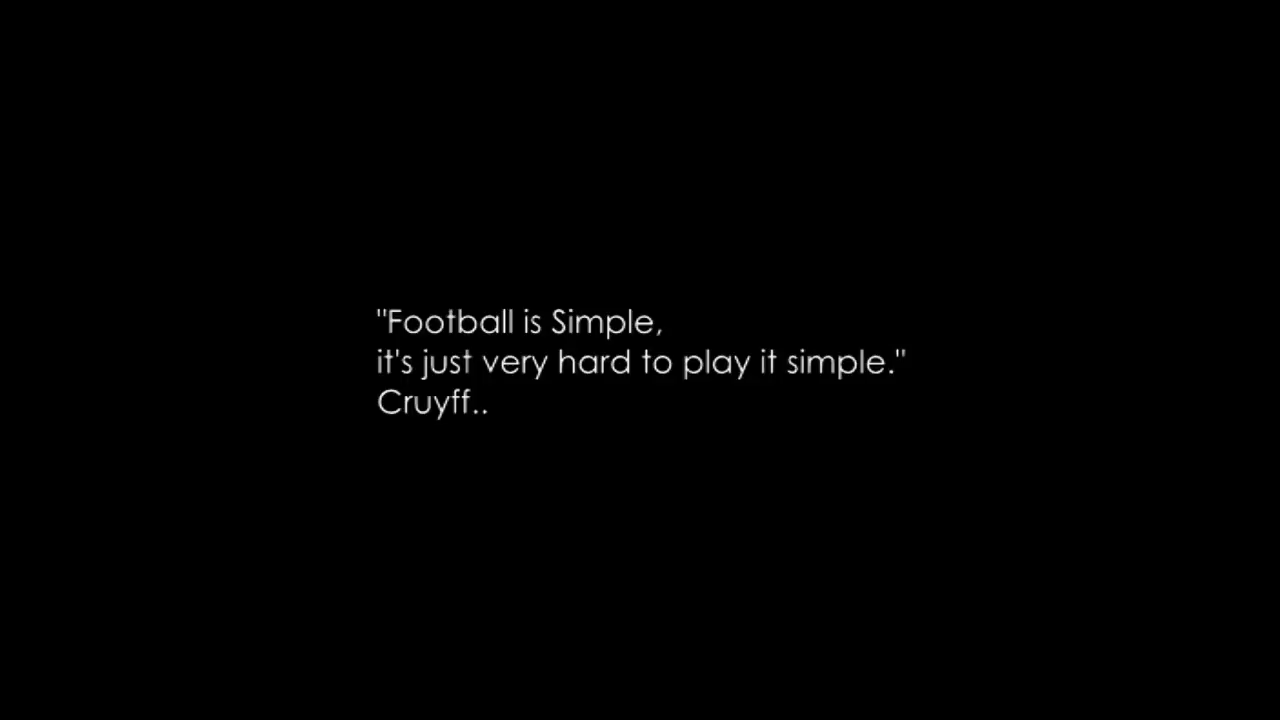 "Football is Simple,
it's just very hard to play it simple."
Cruyff..